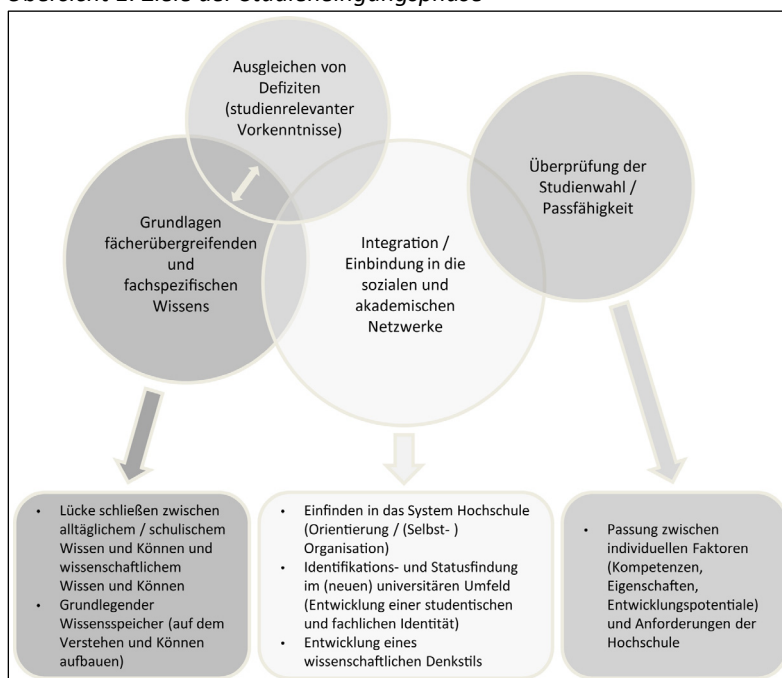 Übersicht 1: Ziele der Studieneingangsphase
Ausgleichen von
Defiziten
(studienrelevanter
Vorkenntnisse)
Grundlagen
fächerübergreifenden
und
fachspezifischen
Wissens
Integration /
Einbindung in die
sozialen und
akademischen
Netzwerke
Überprüfung der
Studienwahl /
Passfähigkeit
• Lücke schließen zwischen
alltäglichem / schulischem
Wissen und Können und
wissenschaftlichem
Wissen und Können
• Grundlegender
Wissensspeicher (auf dem
Verstehen und Können
aufbauen)
• Einfinden in das System Hochschule
(Orientierung / (Selbst- )
Organisation)
• Identifikations- und Statusfindung
im (neuen) universitären Umfeld
(Entwicklung einer studentischen
und fachlichen Identität)
• Entwicklung eines
wissenschaftlichen Denkstils
• Passung zwischen
individuellen Faktoren
(Kompetenzen,
Eigenschaften,
Entwicklungspotentiale)
und Anforderungen der
Hochschule